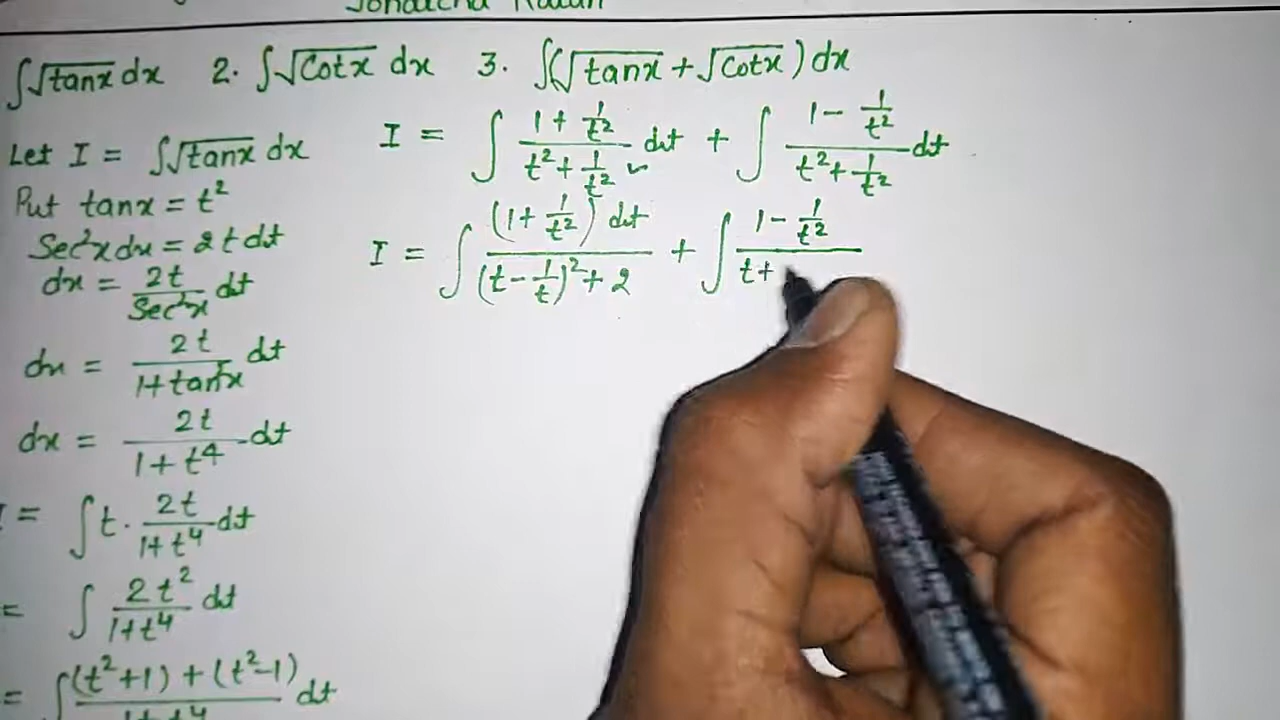 ∫√tanx dx 2. ∫√Cotx dx 3. ∫(√tanx + √Cotx) dx
Let I = ∫√tanx dx
Put tanx = t²
Sec²x dx = 2t dt
dx = 2t/Sec²x dt
dx = 2t/(1+tan²x) dt
dx = 2t/(1+t⁴) dt
I = ∫t · 2t/(1+t⁴) dt
= ∫ 2t²/(1+t⁴) dt
= ∫ ((t²+1) + (t²-1))/(1+t⁴) dt
I = ∫ (1 + 1/t²)/(t² + 1/t²) dt + ∫ (1 - 1/t²)/(t² + 1/t²) dt
I = ∫ (1 + 1/t²) dt/((t - 1/t)² + 2) + ∫ (1 - 1/t²)/(t +